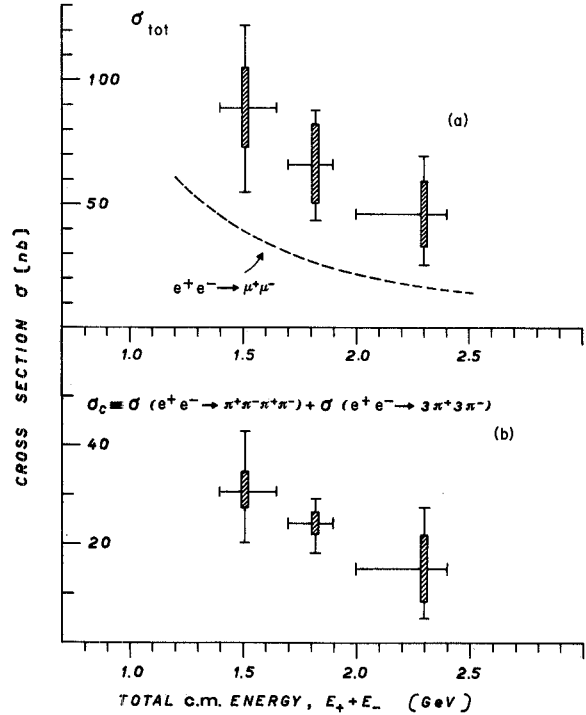 σ tot
100
(a)
50
e⁺e⁻→μ⁺μ⁻
1.0 1.5 2.0 2.5
CROSS SECTION σ (nb)
σc ≡ σ (e⁺e⁻→π⁺π⁻π⁺π⁻) + σ (e⁺e⁻→3π⁺3π⁻)
(b)
40
20
1.0 1.5 2.0 2.5
TOTAL c.m. ENERGY, E₊+E₋ (GeV)